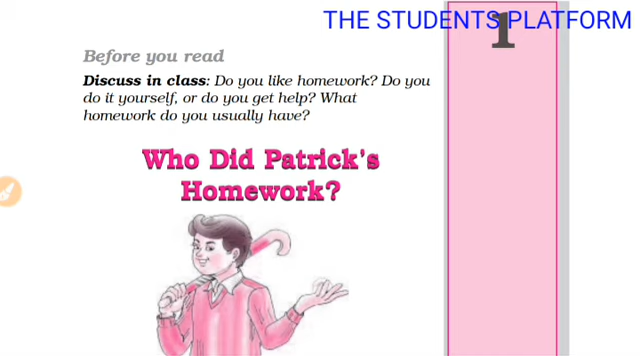 THE STUDENTS PLATFORM
1
Before you read
Discuss in class: Do you like homework? Do you
do it yourself, or do you get help? What
homework do you usually have?
Who Did Patrick's
Homework?